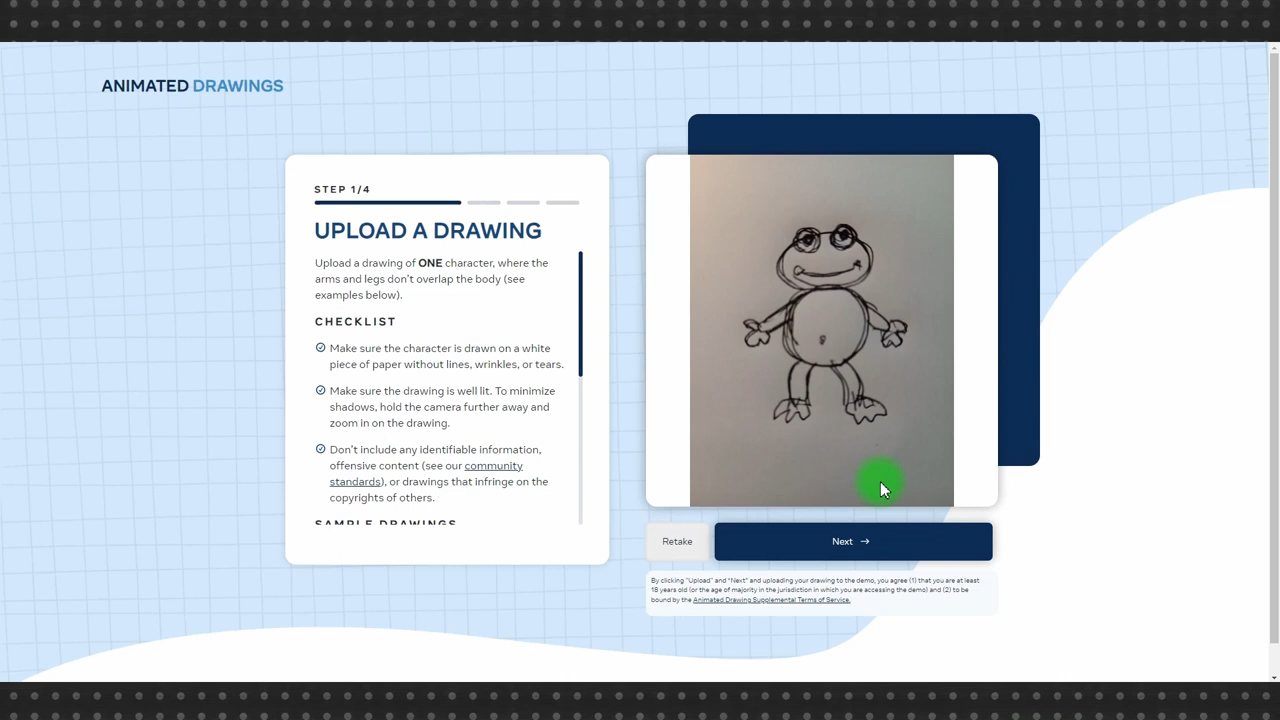 ANIMATED DRAWINGS
STEP 1/4
UPLOAD A DRAWING
Upload a drawing of ONE character, where the
arms and legs don't overlap the body (see
examples below).
CHECKLIST
Make sure the character is drawn on a white
piece of paper without lines, wrinkles, or tears.
Make sure the drawing is well lit. To minimize
shadows, hold the camera further away and
zoom in on the drawing.
Don't include any identifiable information,
offensive content (see our community
standards), or drawings that infringe on the
copyrights of others.
SAMPLE DRAWINGS
Retake
Next →
By clicking "Upload" and "Next" and uploading your drawing to the demo, you agree (1) that you are at least
18 years old (or the age of majority in the jurisdiction in which you are accessing the demo) and (2) to be
bound by the Animated Drawing Supplemental Terms of Service.